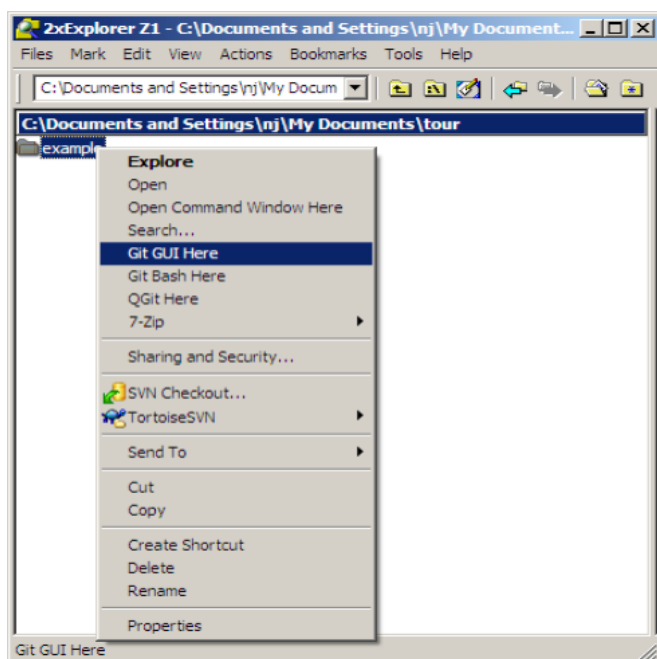 2xExplorer Z1 - C:\Documents and Settings\nj\My Document...
Files Mark Edit View Actions Bookmarks Tools Help
C:\Documents and Settings\nj\My Docum
C:\Documents and Settings\nj\My Documents\tour
example
Explore
Open
Open Command Window Here
Search...
Git GUI Here
Git Bash Here
QGit Here
7-Zip
Sharing and Security...
SVN Checkout...
TortoiseSVN
Send To
Cut
Copy
Create Shortcut
Delete
Rename
Properties
Git GUI Here